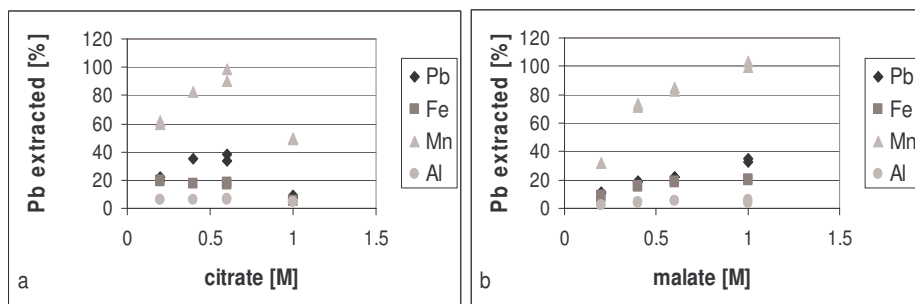 120
100
80
60
40
20
0
Pb extracted [%]
0 0.5 1 1.5
citrate [M]
a
Pb
Fe
Mn
Al
120
100
80
60
40
20
0
Pb extracted [%]
0 0.5 1 1.5
malate [M]
b
Pb
Fe
Mn
Al